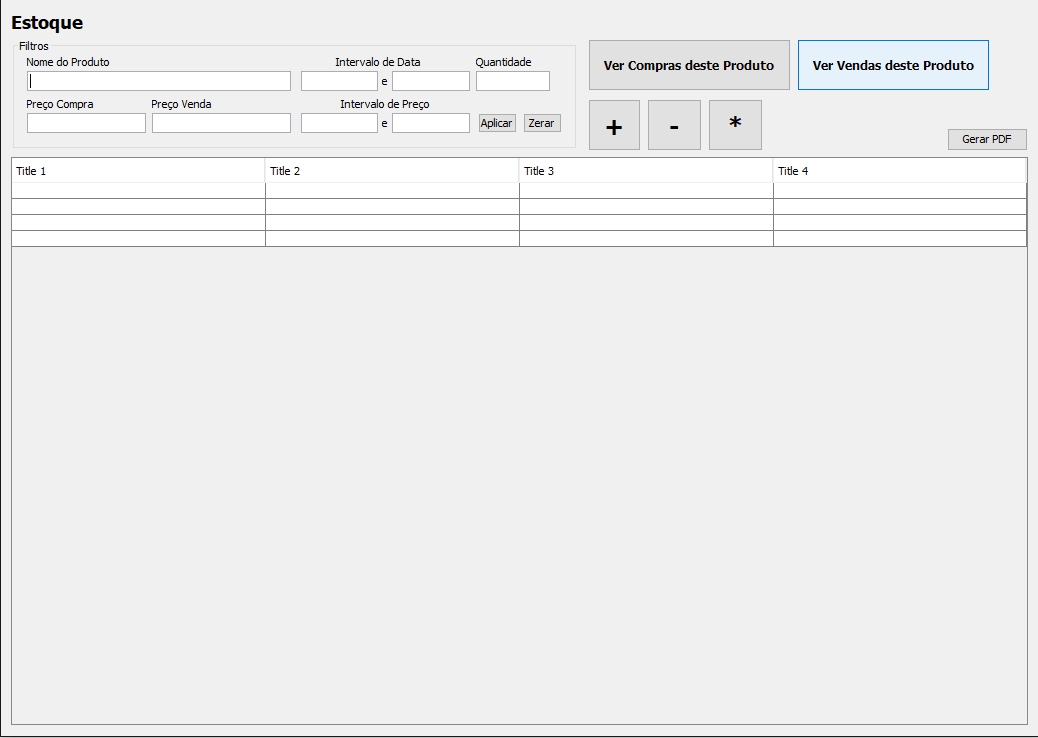 Estoque
Filtros
Nome do Produto Intervalo de Data Quantidade
e
Preço Compra Preço Venda Intervalo de Preço
e Aplicar Zerar
Ver Compras deste Produto Ver Vendas deste Produto
+ - *
Gerar PDF
Title 1 Title 2 Title 3 Title 4